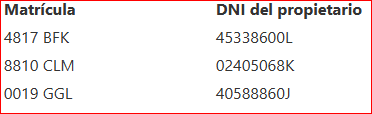 Matrícula DNI del propietario
4817 BFK 45338600L
8810 CLM 02405068K
0019 GGL 40588860J